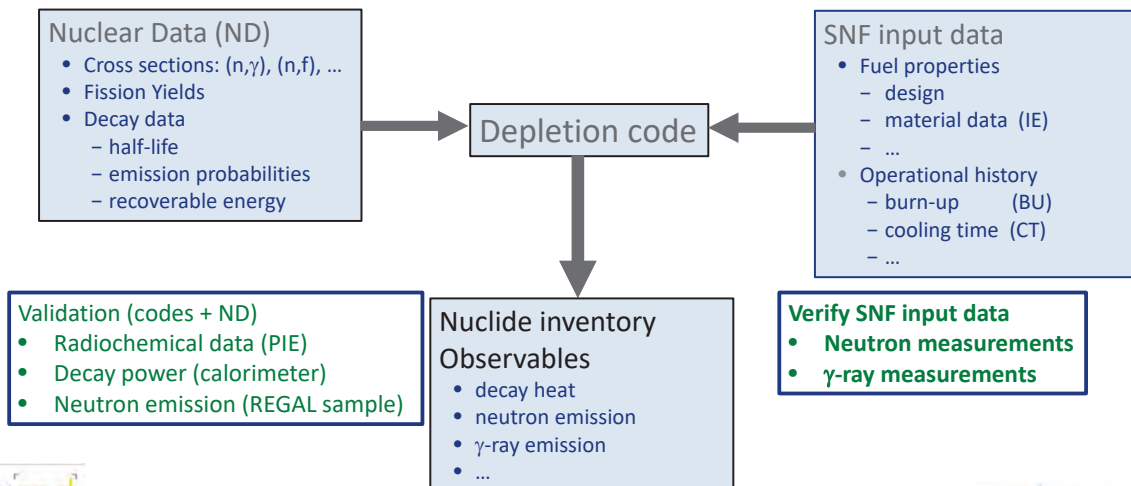 Nuclear Data (ND)
• Cross sections: (n,γ), (n,f), ...
• Fission Yields
• Decay data
− half-life
− emission probabilities
− recoverable energy
Depletion code
SNF input data
• Fuel properties
− design
− material data (IE)
− ...
• Operational history
− burn-up (BU)
− cooling time (CT)
− ...
Validation (codes + ND)
• Radiochemical data (PIE)
• Decay power (calorimeter)
• Neutron emission (REGAL sample)
Nuclide inventory
Observables
• decay heat
• neutron emission
• γ-ray emission
• ...
Verify SNF input data
• Neutron measurements
• γ-ray measurements